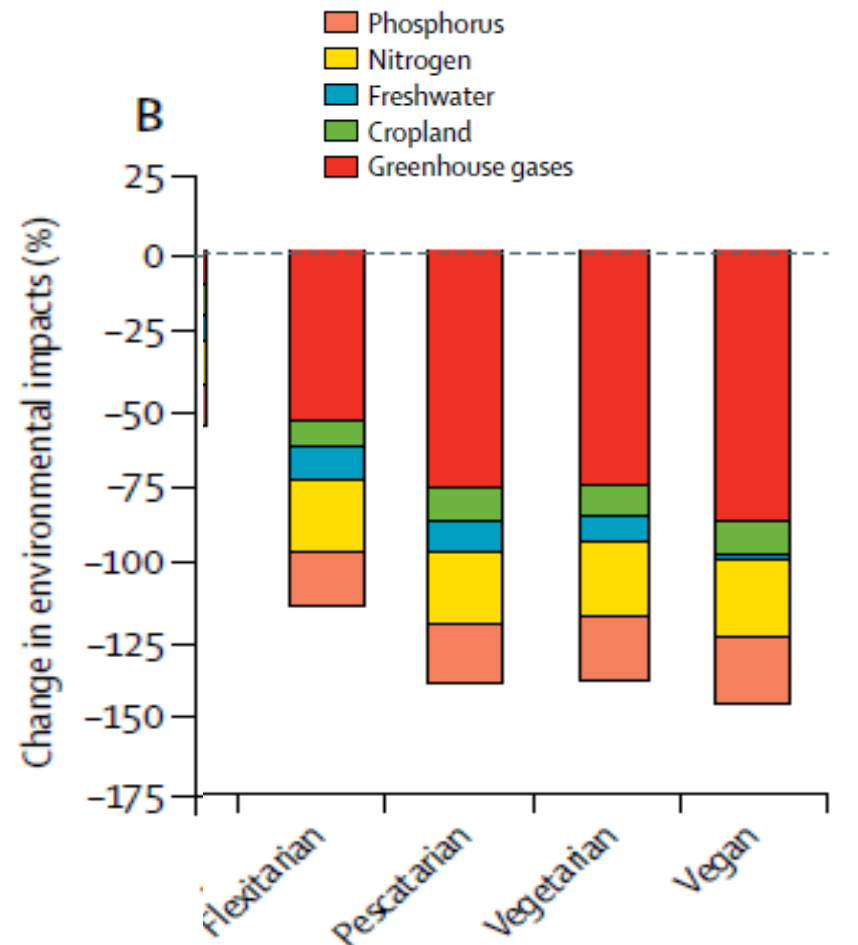 Phosphorus
Nitrogen
Freshwater
Cropland
Greenhouse gases
B
Change in environmental impacts (%)
25
0
−25
−50
−75
−100
−125
−150
−175
Flexitarian
Pescatarian
Vegetarian
Vegan